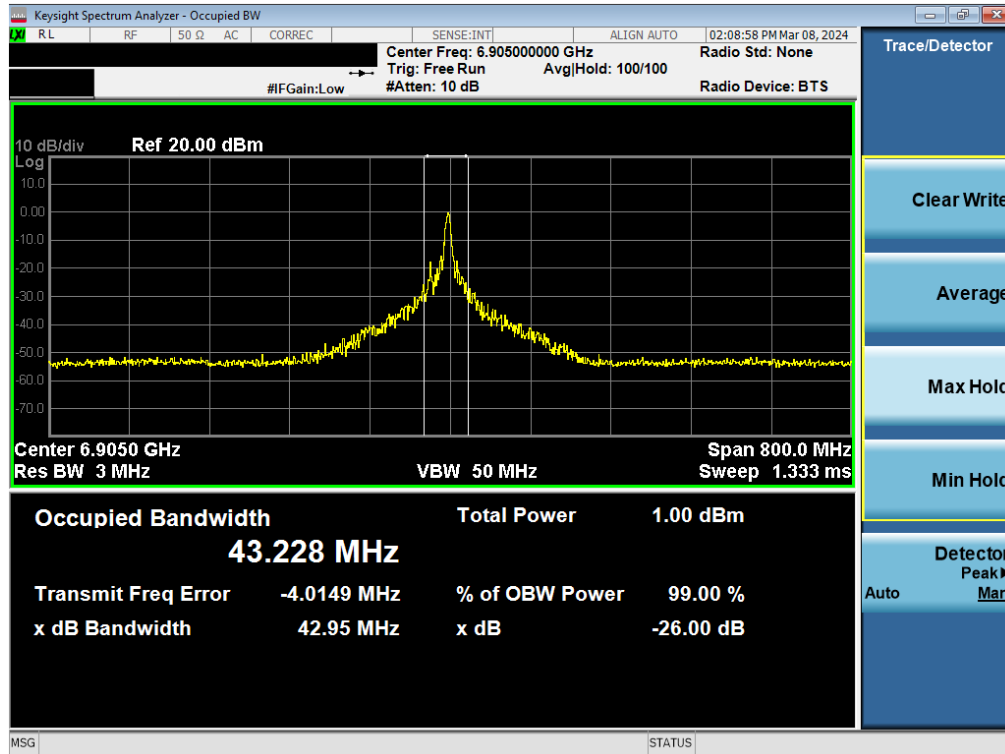 Keysight Spectrum Analyzer - Occupied BW
LXI RL RF 50 Ω AC CORREC SENSE:INT ALIGN AUTO 02:08:58 PM Mar 08, 2024
Center Freq: 6.905000000 GHz Radio Std: None
Trig: Free Run Avg|Hold: 100/100
#IFGain:Low #Atten: 10 dB Radio Device: BTS
Trace/Detector
10 dB/div Ref 20.00 dBm
Log
10.0
0.00
-10.0
-20.0
-30.0
-40.0
-50.0
-60.0
-70.0
Center 6.9050 GHz Span 800.0 MHz
Res BW 3 MHz VBW 50 MHz Sweep 1.333 ms
Occupied Bandwidth Total Power 1.00 dBm
43.228 MHz
Transmit Freq Error -4.0149 MHz % of OBW Power 99.00 %
x dB Bandwidth 42.95 MHz x dB -26.00 dB
Clear Write
Average
Max Hold
Min Hold
Detector
Peak
Auto Man
MSG STATUS